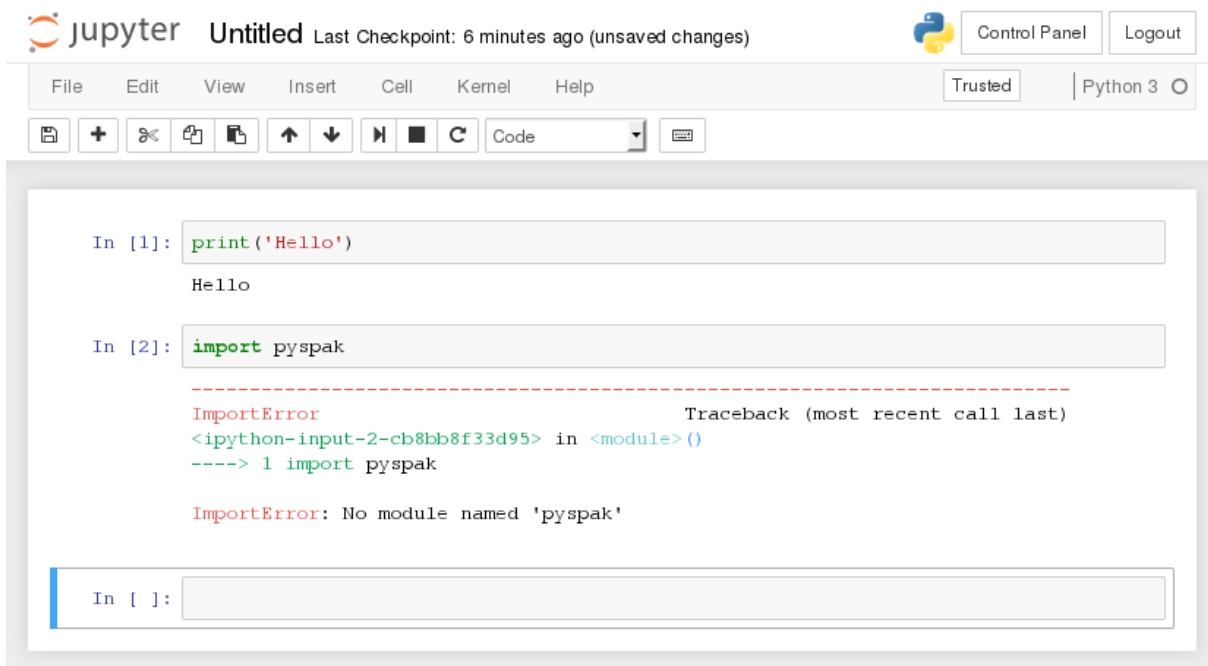 jupyter Untitled Last Checkpoint: 6 minutes ago (unsaved changes) Control Panel Logout
File Edit View Insert Cell Kernel Help Trusted Python 3
Code
In [1]: print('Hello')
Hello
In [2]: import pyspak
---------------------------------------------------------------------------
ImportError Traceback (most recent call last)
<ipython-input-2-cb8bb8f33d95> in <module>()
----> 1 import pyspak
ImportError: No module named 'pyspak'
In [ ]: